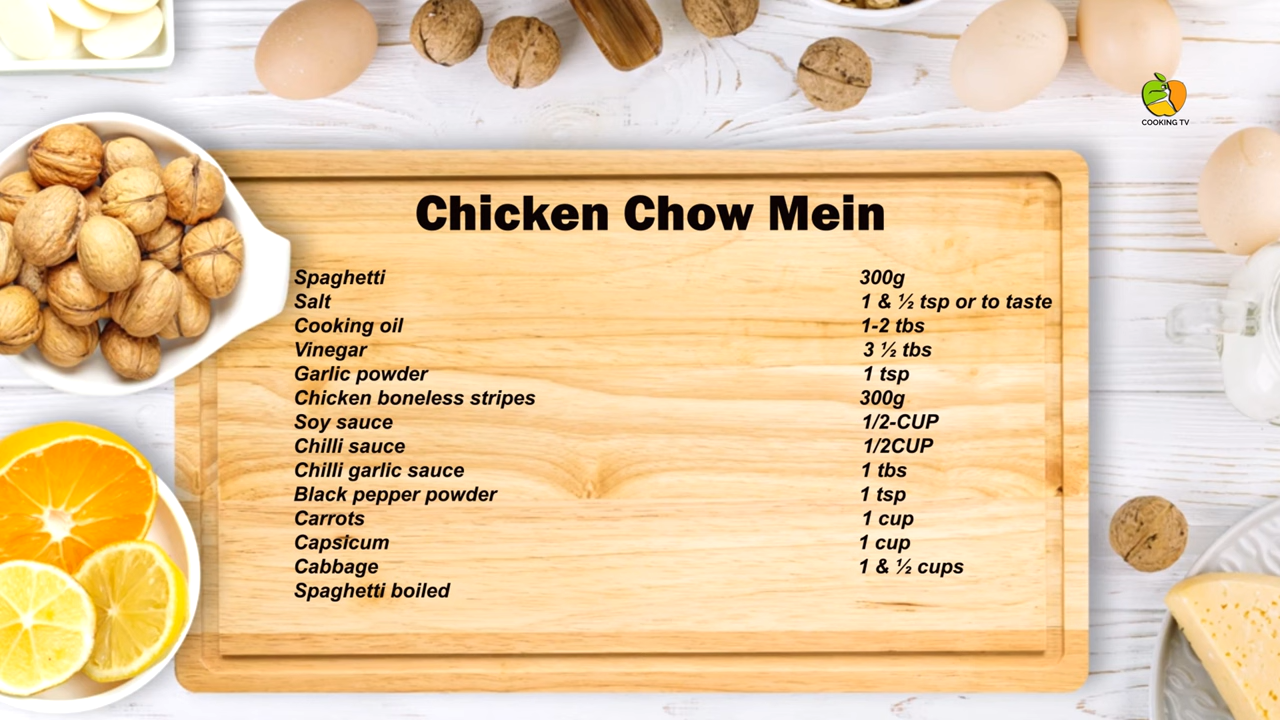 COOKING TV
Chicken Chow Mein
Spaghetti 300g
Salt 1 & ½ tsp or to taste
Cooking oil 1-2 tbs
Vinegar 3 ½ tbs
Garlic powder 1 tsp
Chicken boneless stripes 300g
Soy sauce 1/2-CUP
Chilli sauce 1/2CUP
Chilli garlic sauce 1 tbs
Black pepper powder 1 tsp
Carrots 1 cup
Capsicum 1 cup
Cabbage 1 & ½ cups
Spaghetti boiled